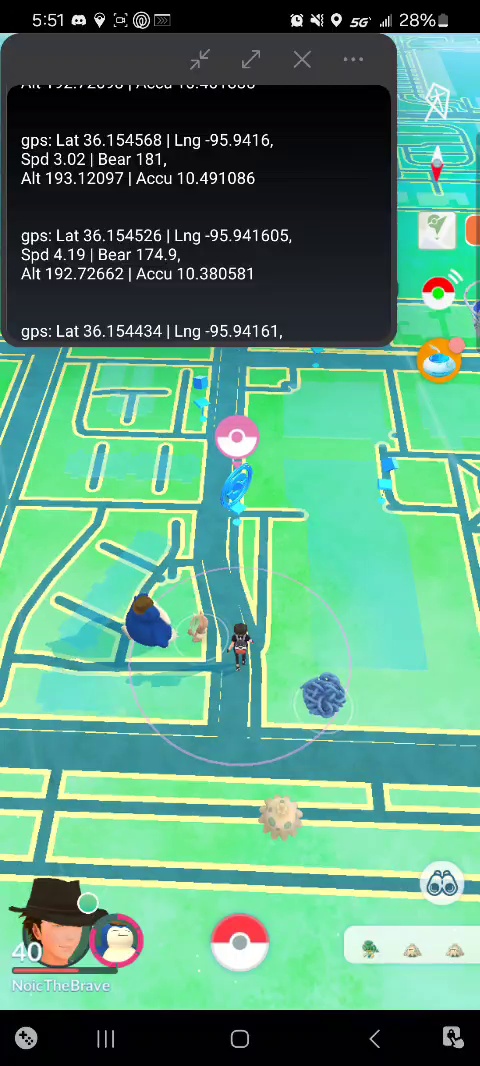 5:51
5G
28%
gps: Lat 36.154568 | Lng -95.9416,
Spd 3.02 | Bear 181,
Alt 193.12097 | Accu 10.491086
gps: Lat 36.154526 | Lng -95.941605,
Spd 4.19 | Bear 174.9,
Alt 192.72662 | Accu 10.380581
gps: Lat 36.154434 | Lng -95.94161,
40
NoicTheBrave